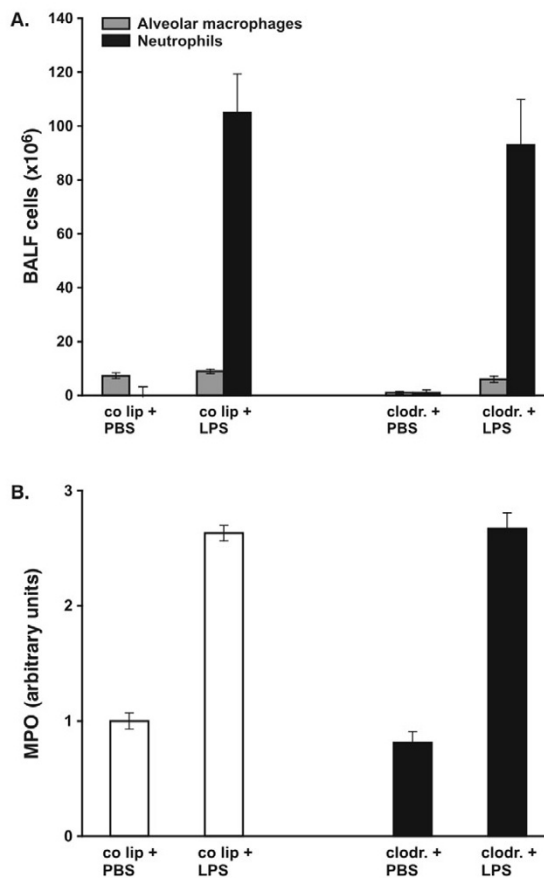 A.
Alveolar macrophages
Neutrophils
BALF cells (x10⁶)
140
120
100
80
60
40
20
0
co lip + PBS
co lip + LPS
clodr. + PBS
clodr. + LPS
B.
MPO (arbitrary units)
3
2
1
0
co lip + PBS
co lip + LPS
clodr. + PBS
clodr. + LPS